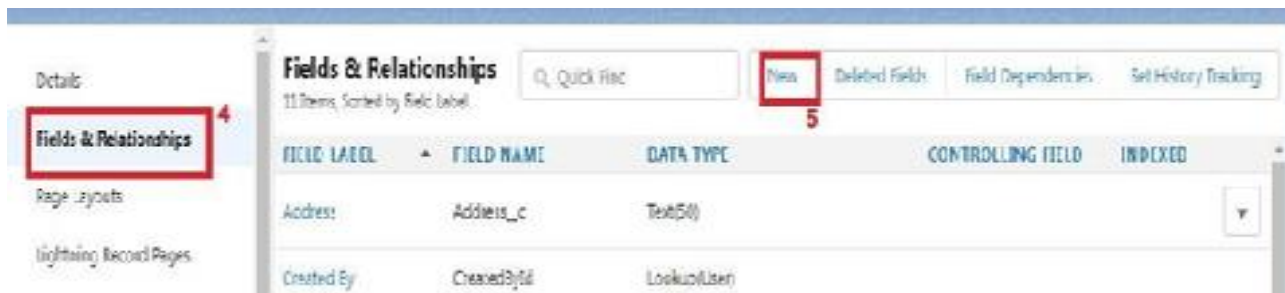 Details
Fields & Relationships
4
Page Layouts
Lightning Record Pages
Fields & Relationships
11 Items, Sorted by Field Label
Quick Find
New
Deleted Fields
Field Dependencies
Set History Tracking
5
FIELD LABEL FIELD NAME DATA TYPE CONTROLLING FIELD INDEXED
Address Address_c Text(50)
Created By CreatedById Lookup(User)